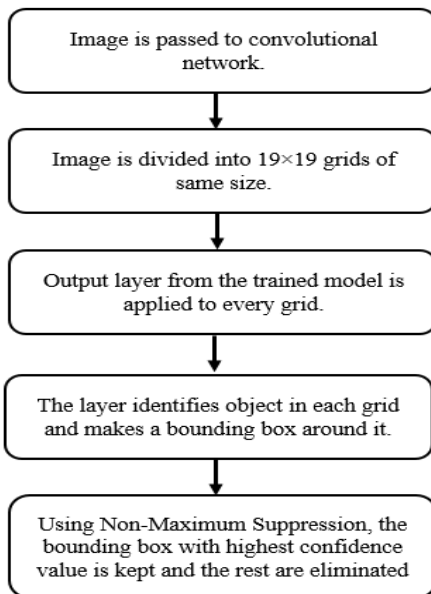 Image is passed to convolutional
network.
Image is divided into 19×19 grids of
same size.
Output layer from the trained model is
applied to every grid.
The layer identifies object in each grid
and makes a bounding box around it.
Using Non-Maximum Suppression, the
bounding box with highest confidence
value is kept and the rest are eliminated